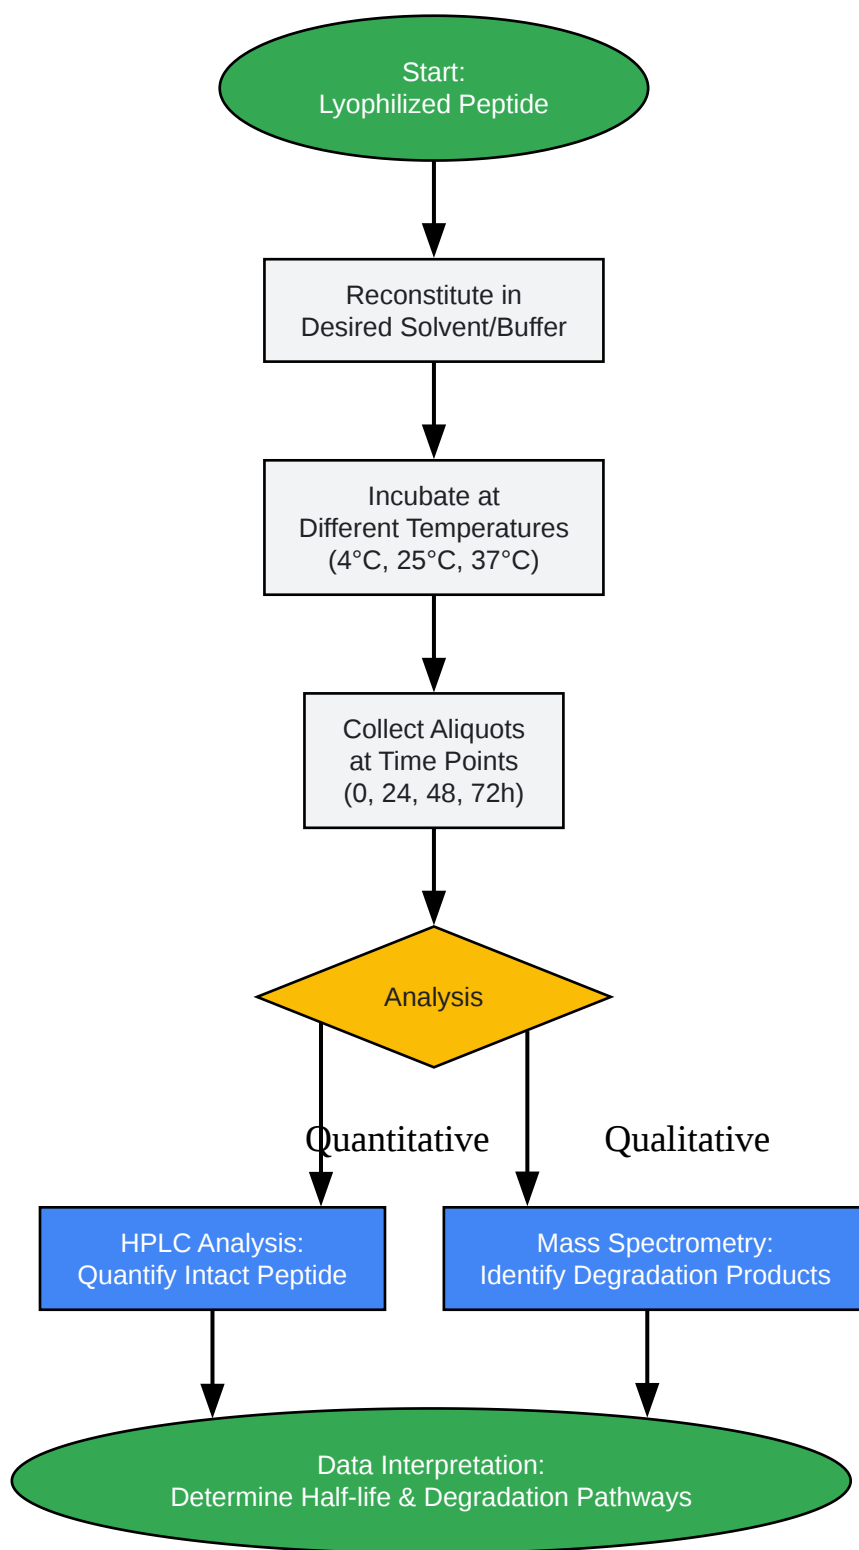 Start:
Lyophilized Peptide
Reconstitute in
Desired Solvent/Buffer
Incubate at
Different Temperatures
(4°C, 25°C, 37°C)
Collect Aliquots
at Time Points
(0, 24, 48, 72h)
Analysis
Quantitative
Qualitative
HPLC Analysis:
Quantify Intact Peptide
Mass Spectrometry:
Identify Degradation Products
Data Interpretation:
Determine Half-life & Degradation Pathways